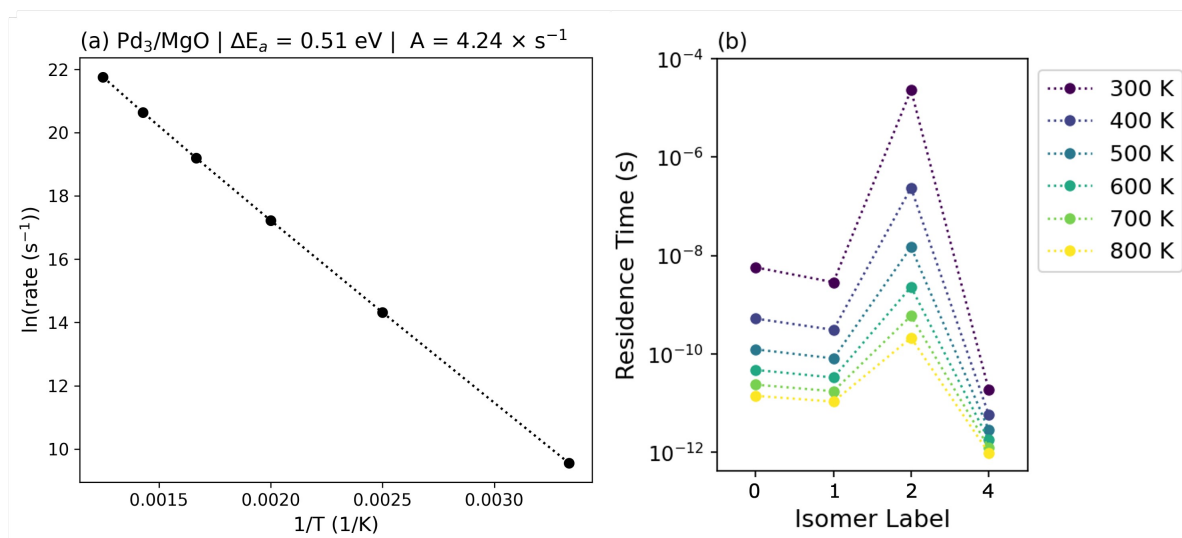 (a) Pd₃/MgO | ΔEₐ = 0.51 eV | A = 4.24 × s⁻¹
22
20
18
16
14
12
10
ln(rate (s⁻¹))
0.0015 0.0020 0.0025 0.0030
1/T (1/K)
(b)
10⁻⁴
10⁻⁶
10⁻⁸
10⁻¹⁰
10⁻¹²
Residence Time (s)
0 1 2 4
Isomer Label
300 K
400 K
500 K
600 K
700 K
800 K